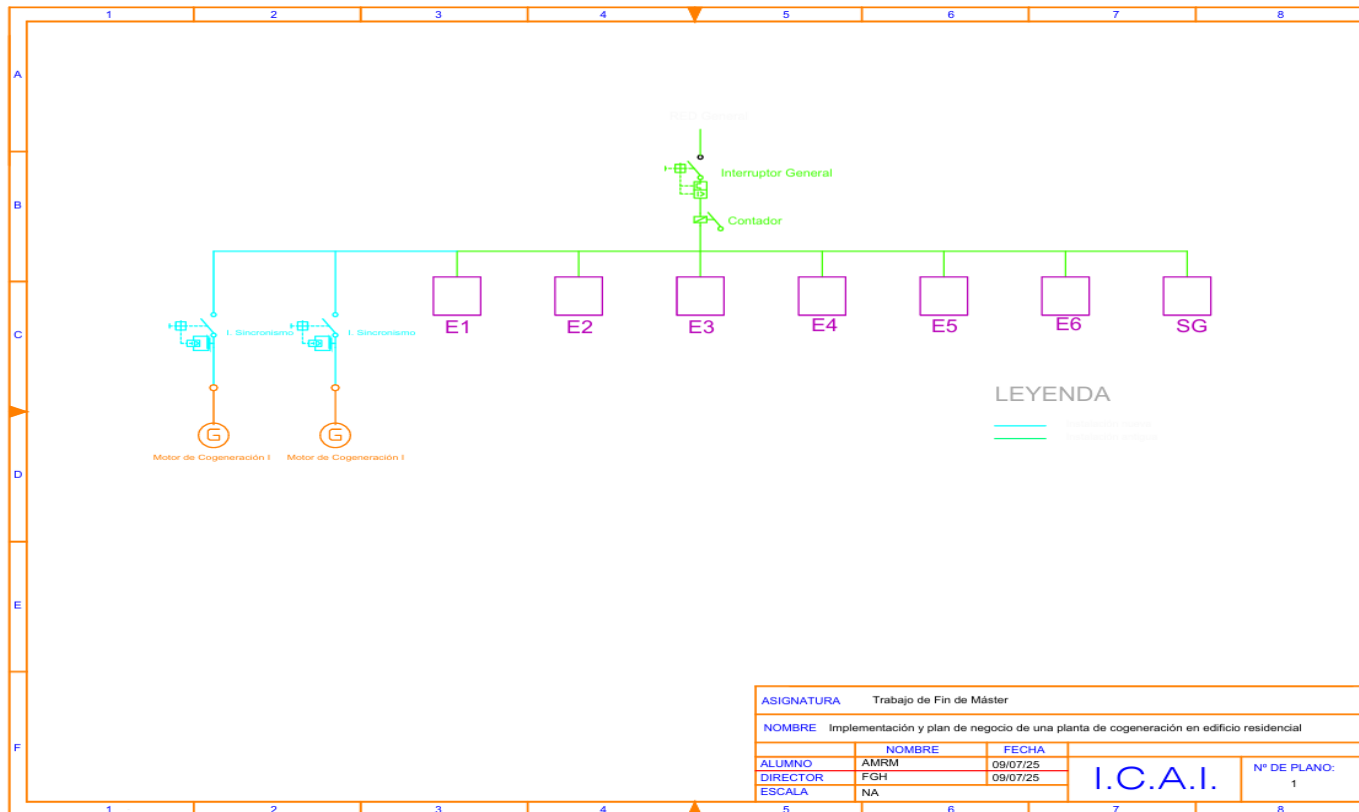 1 2 3 4 5 6 7 8
A
RED General
Interruptor General
B
Contador
I. Sincronismo I. Sincronismo
C
E1 E2 E3 E4 E5 E6 SG
LEYENDA
G G
Motor de Cogeneración I Motor de Cogeneración I
D
E
ASIGNATURA Trabajo de Fin de Máster
NOMBRE Implementación y plan de negocio de una planta de cogeneración en edificio residencial
F
NOMBRE FECHA
ALUMNO AMRM 09/07/25
DIRECTOR FGH 09/07/25
ESCALA NA
I.C.A.I.
Nº DE PLANO:
1
1 2 3 4 5 6 7 8